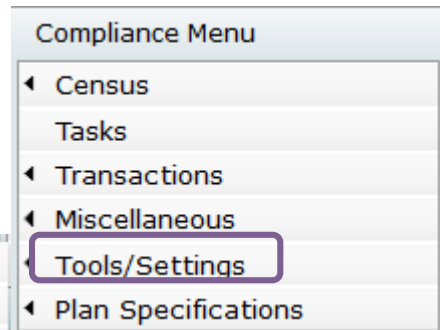 Compliance Menu
Census
Tasks
Transactions
Miscellaneous
Tools/Settings
Plan Specifications